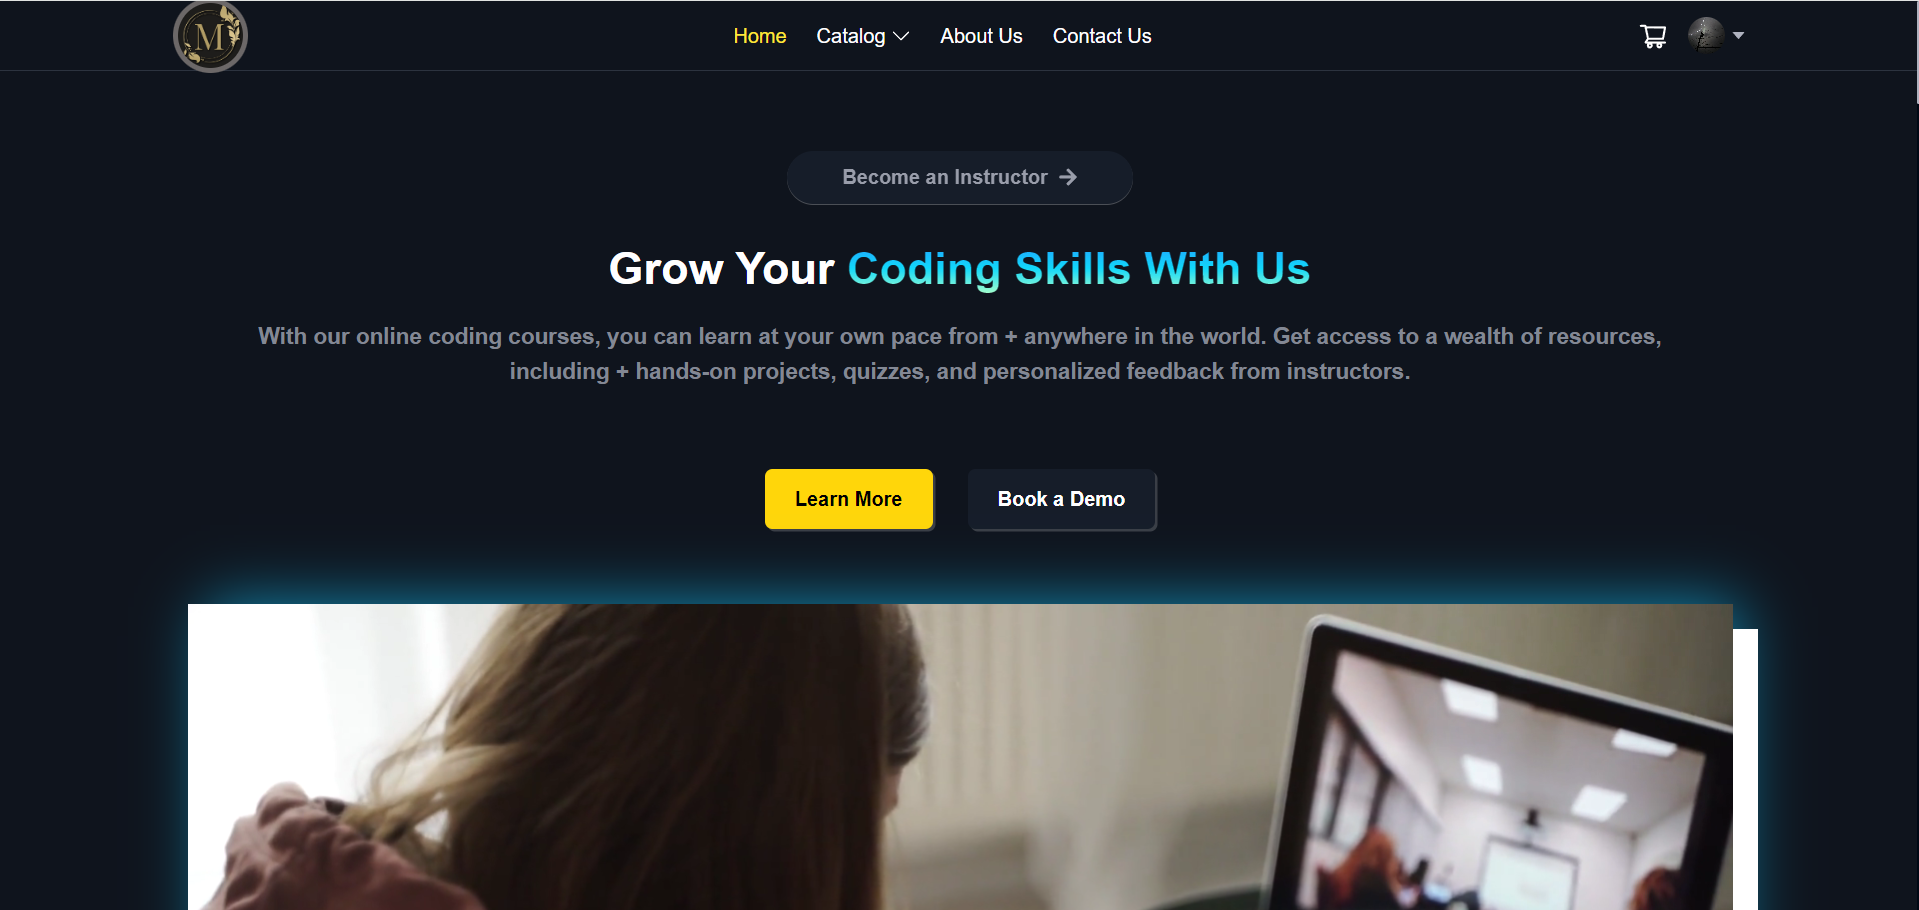 M
Home Catalog About Us Contact Us
Become an Instructor
Grow Your Coding Skills With Us
With our online coding courses, you can learn at your own pace from + anywhere in the world. Get access to a wealth of resources,
including + hands-on projects, quizzes, and personalized feedback from instructors.
Learn More Book a Demo